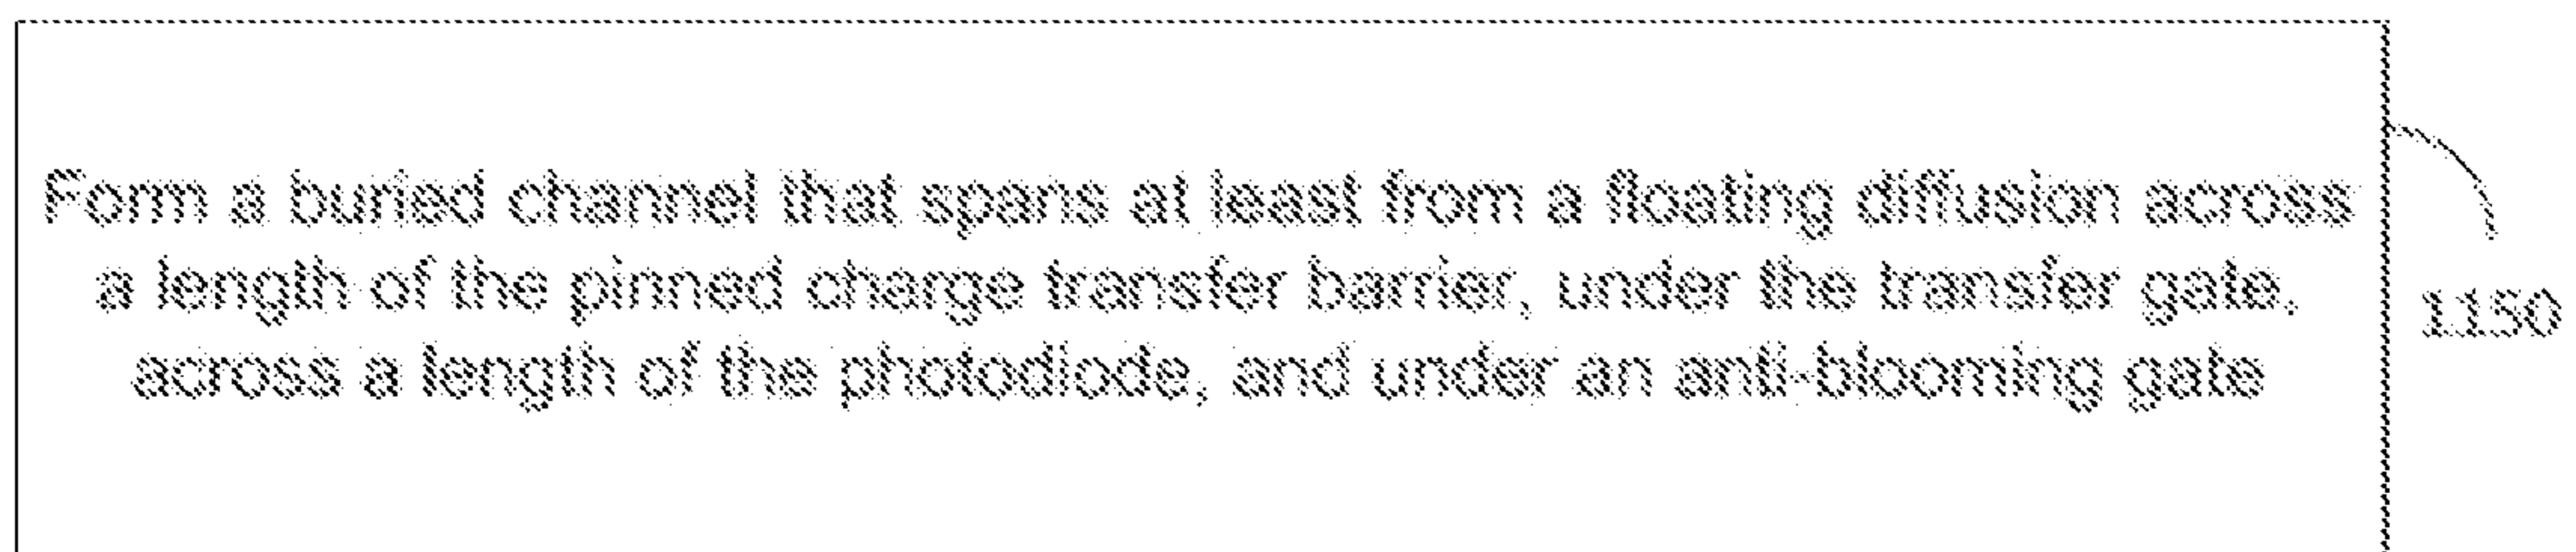 Form a buried channel that spans at least from a floating diffusion across
a length of the pinned charge transfer barrier, under the transfer gate,
across a length of the photodiode, and under an anti-blooming gate
1150